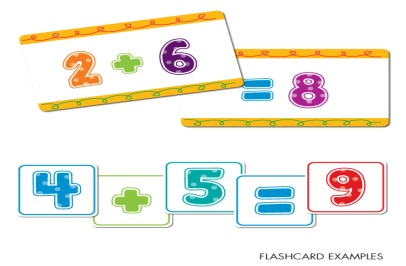 2 + 6
= 8
4 + 5 = 9
FLASHCARD EXAMPLES